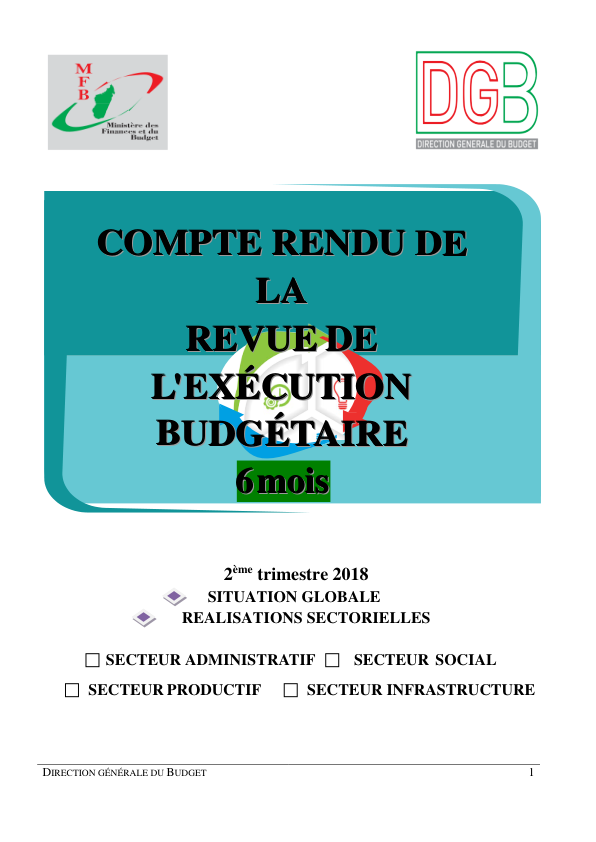 M
F
B
Ministère des
Finances et du
Budget
DGB
DIRECTION GENERALE DU BUDGET
COMPTE RENDU DE
LA
REVUE DE
L'EXÉCUTION
BUDGÉTAIRE
6 mois
2ème trimestre 2018
SITUATION GLOBALE
REALISATIONS SECTORIELLES
□ SECTEUR ADMINISTRATIF □ SECTEUR SOCIAL
□ SECTEUR PRODUCTIF □ SECTEUR INFRASTRUCTURE
DIRECTION GÉNÉRALE DU BUDGET 1